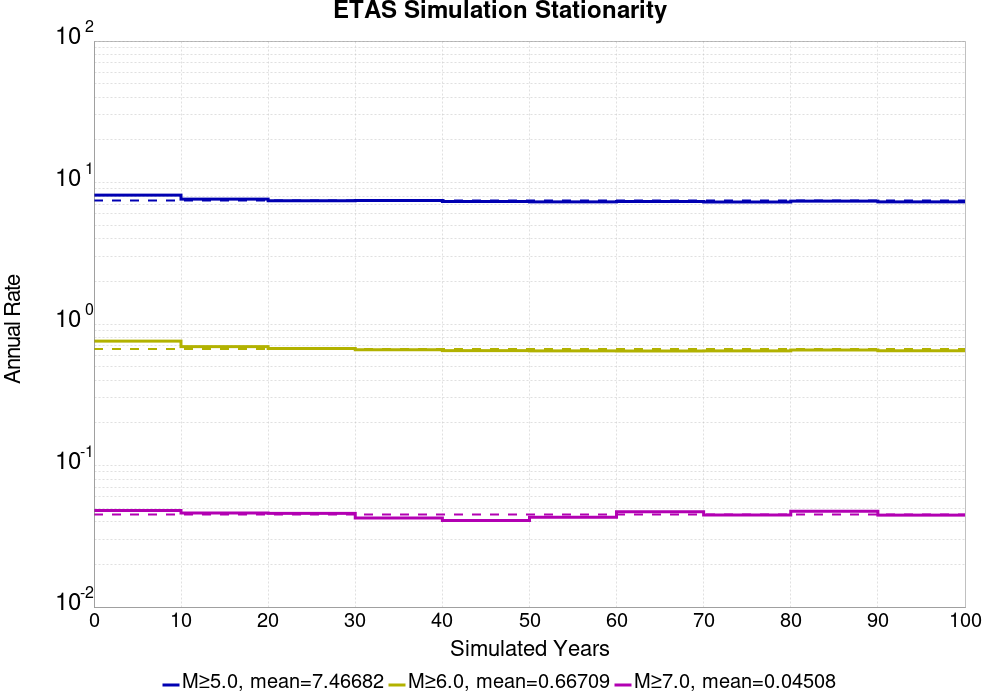 ETAS Simulation Stationarity
10^2
10^1
10^0
10^-1
10^-2
Annual Rate
0 10 20 30 40 50 60 70 80 90 100
Simulated Years
M≥5.0, mean=7.46682 M≥6.0, mean=0.66709 M≥7.0, mean=0.04508